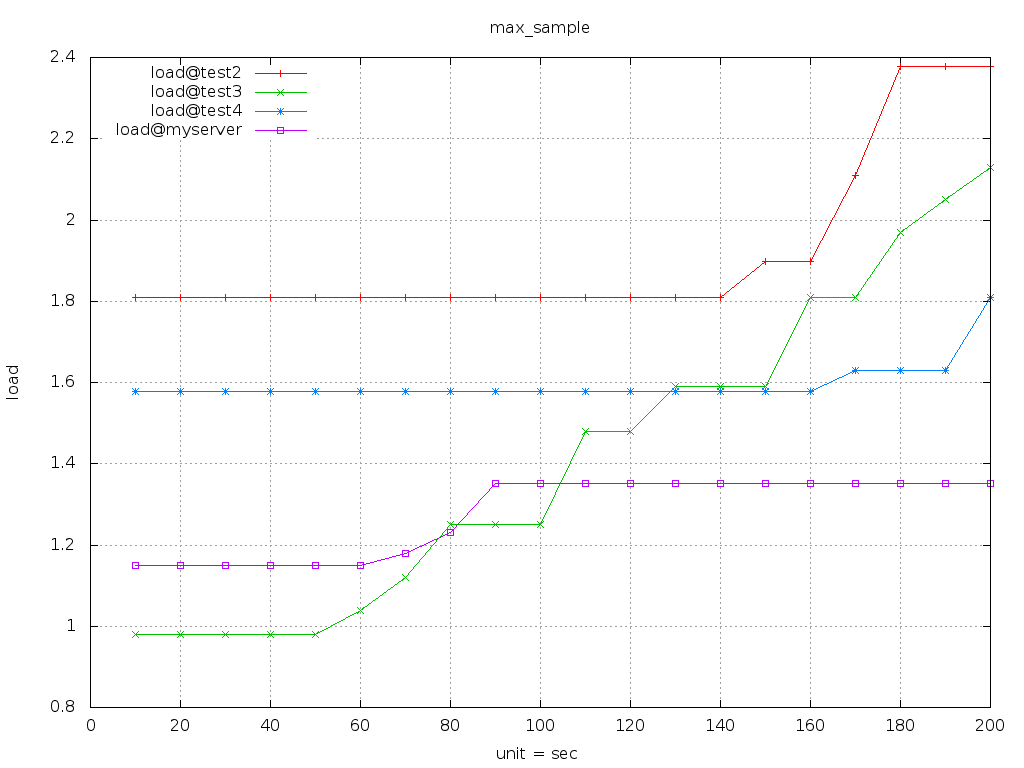 max_sample
2.4
2.2
2
1.8
1.6
1.4
1.2
1
0.8
load
load@test2
load@test3
load@test4
load@myserver
0 20 40 60 80 100 120 140 160 180 200
unit = sec